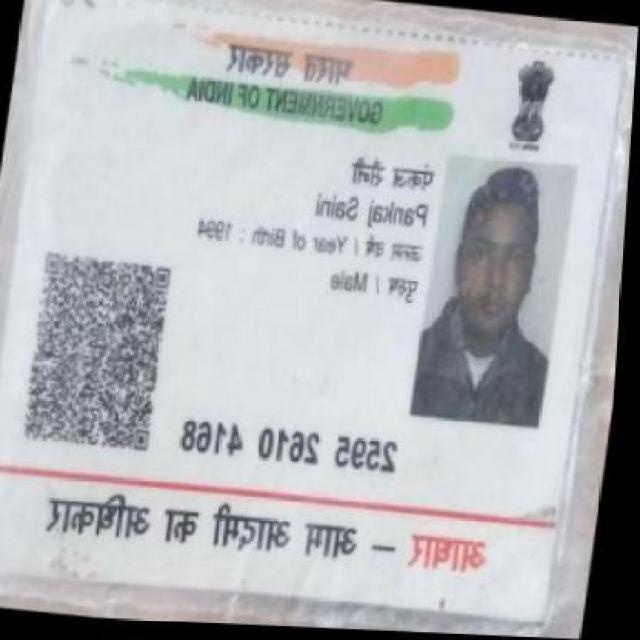 भारत सरकार
GOVERNMENT OF INDIA
पंकज सैनी
Pankaj Saini
जन्म वर्ष / Year of Birth : 1994
पुरुष / Male
2595 2610 4168
आधार – आम आदमी का अधिकार